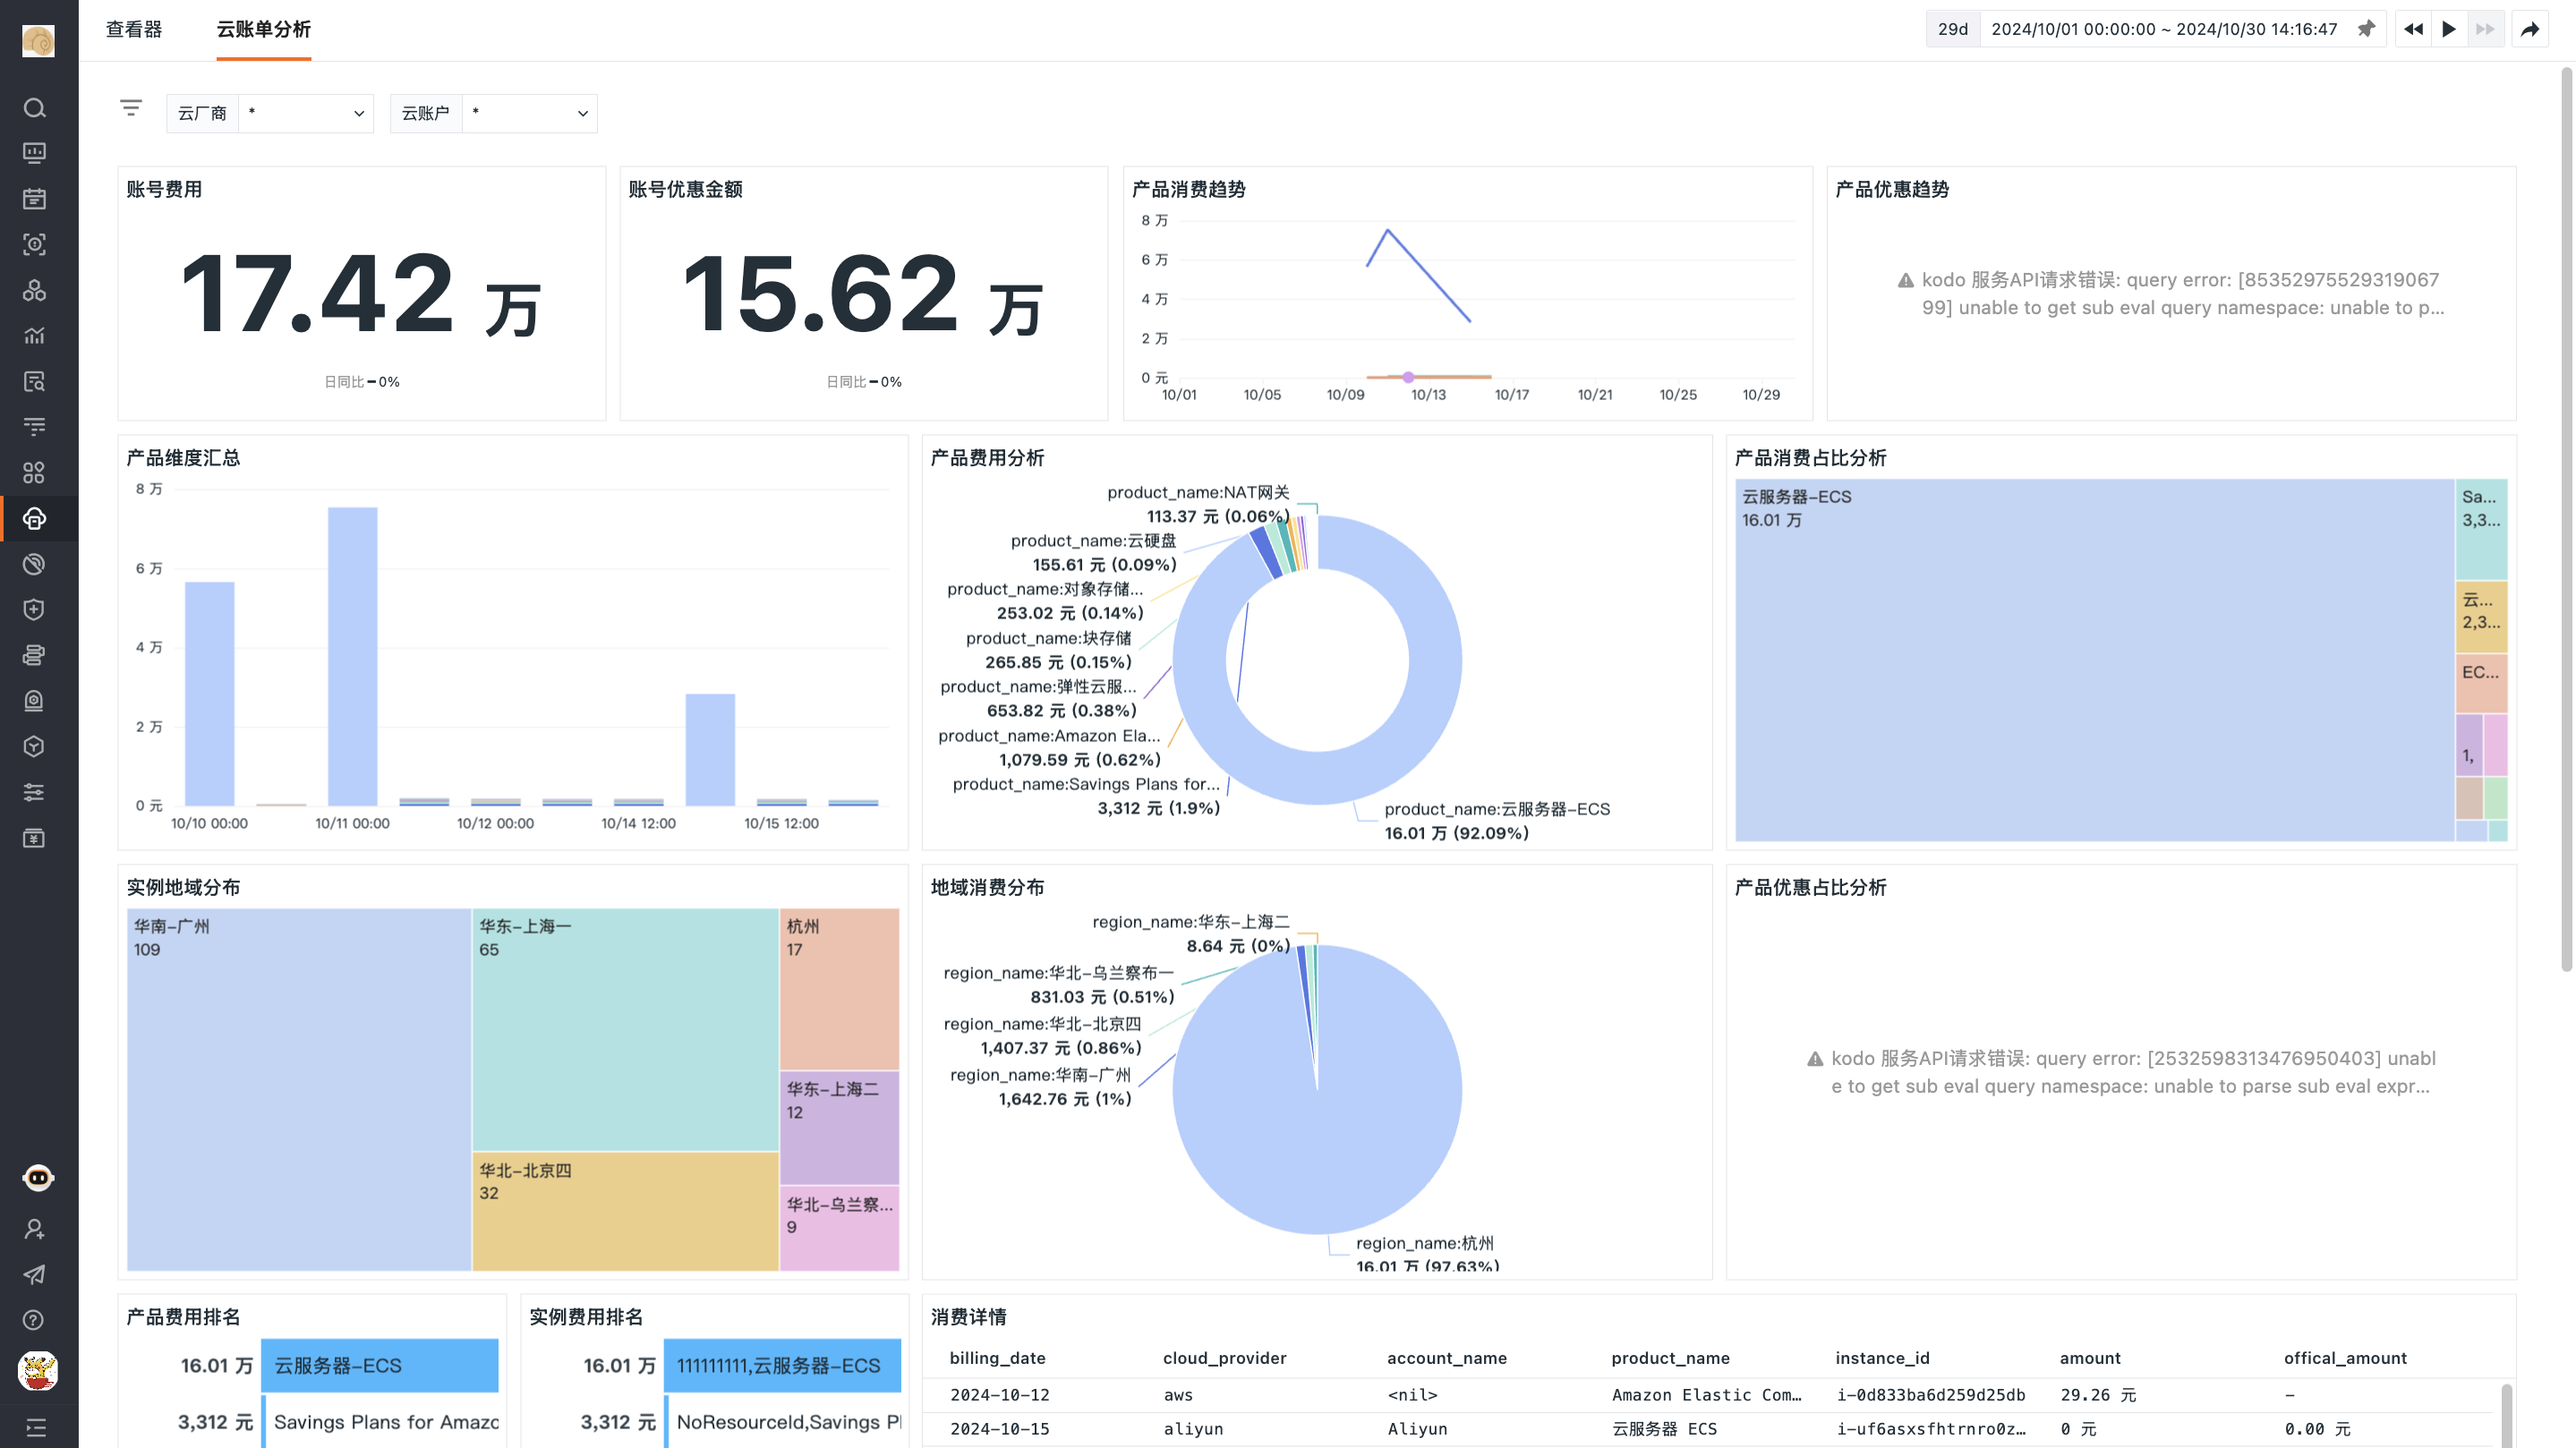 查看器
云账单分析
29d
2024/10/01 00:00:00 ~ 2024/10/30 14:16:47
云厂商
*
云账户
*
账号费用
17.42 万
日同比 0%
账号优惠金额
15.62 万
日同比 0%
产品消费趋势
8 万
6 万
4 万
2 万
0 元
10/01
10/05
10/09
10/13
10/17
10/21
10/25
10/29
产品优惠趋势
kodo 服务API请求错误: query error: [85352975529319067
99] unable to get sub eval query namespace: unable to p...
产品维度汇总
8 万
6 万
4 万
2 万
0 元
10/10 00:00
10/11 00:00
10/12 00:00
10/14 12:00
10/15 12:00
产品费用分析
product_name:NAT网关
113.37 元 (0.06%)
product_name:云硬盘
155.61 元 (0.09%)
product_name:对象存储...
253.02 元 (0.14%)
product_name:块存储
265.85 元 (0.15%)
product_name:弹性云服...
653.82 元 (0.38%)
product_name:Amazon Ela...
1,079.59 元 (0.62%)
product_name:Savings Plans for...
3,312 元 (1.9%)
product_name:云服务器-ECS
16.01 万 (92.09%)
产品消费占比分析
云服务器-ECS
16.01 万
Sa...
3,3...
云...
2,3...
EC...
1,
实例地域分布
华南-广州
109
华东-上海一
65
华北-北京四
32
杭州
17
华东-上海二
12
华北-乌兰察...
9
地域消费分布
region_name:华东-上海二
8.64 元 (0%)
region_name:华北-乌兰察布一
831.03 元 (0.51%)
region_name:华北-北京四
1,407.37 元 (0.86%)
region_name:华南-广州
1,642.76 元 (1%)
region_name:杭州
16.01 万 (97.63%)
产品优惠占比分析
kodo 服务API请求错误: query error: [2532598313476950403] unabl
e to get sub eval query namespace: unable to parse sub eval expr...
产品费用排名
16.01 万 云服务器-ECS
3,312 元 Savings Plans for Amazo
实例费用排名
16.01 万 111111111,云服务器-ECS
3,312 元 NoResourceId,Savings Pl
消费详情
billing_date cloud_provider account_name product_name instance_id amount offical_amount
2024-10-12 aws <nil> Amazon Elastic Com... i-0d833ba6d259d25db 29.26 元 -
2024-10-15 aliyun Aliyun 云服务器 ECS i-uf6asxsfhtrnro0z... 0 元 0.00 元